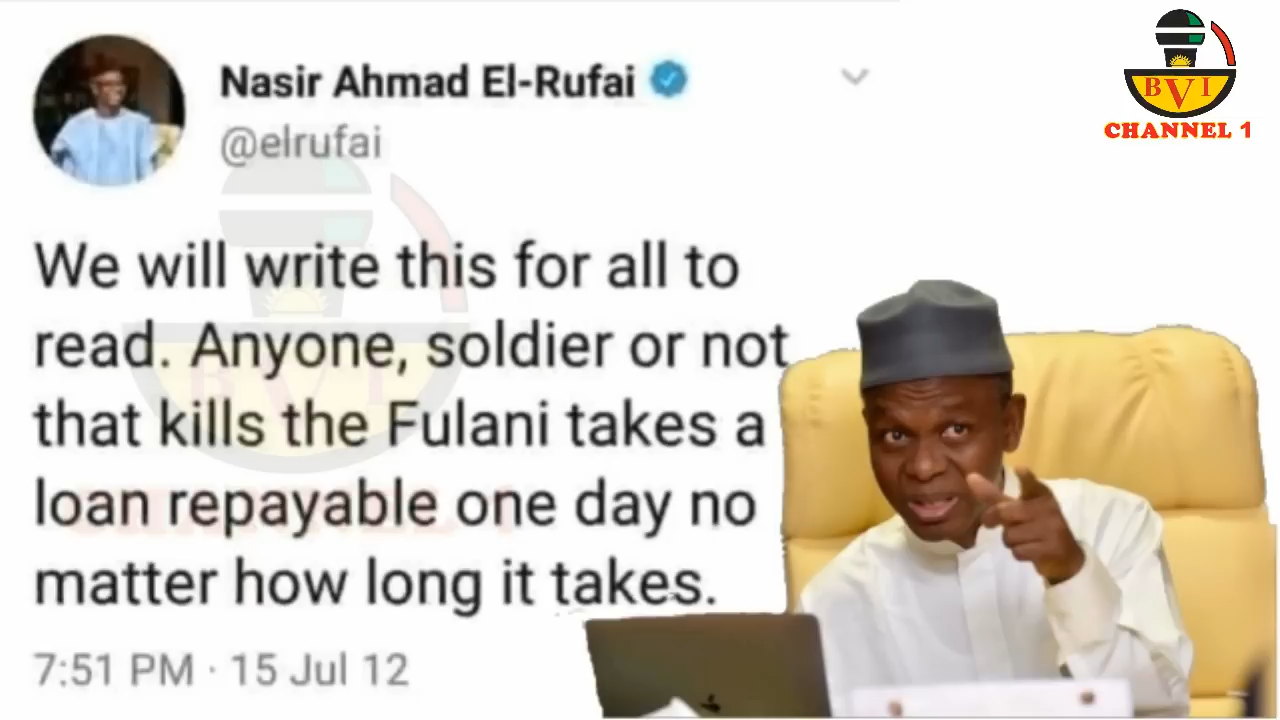 Nasir Ahmad El-Rufai
@elrufai
We will write this for all to
read. Anyone, soldier or not
that kills the Fulani takes a
loan repayable one day no
matter how long it takes.
7:51 PM · 15 Jul 12
BVI
CHANNEL 1
BVI